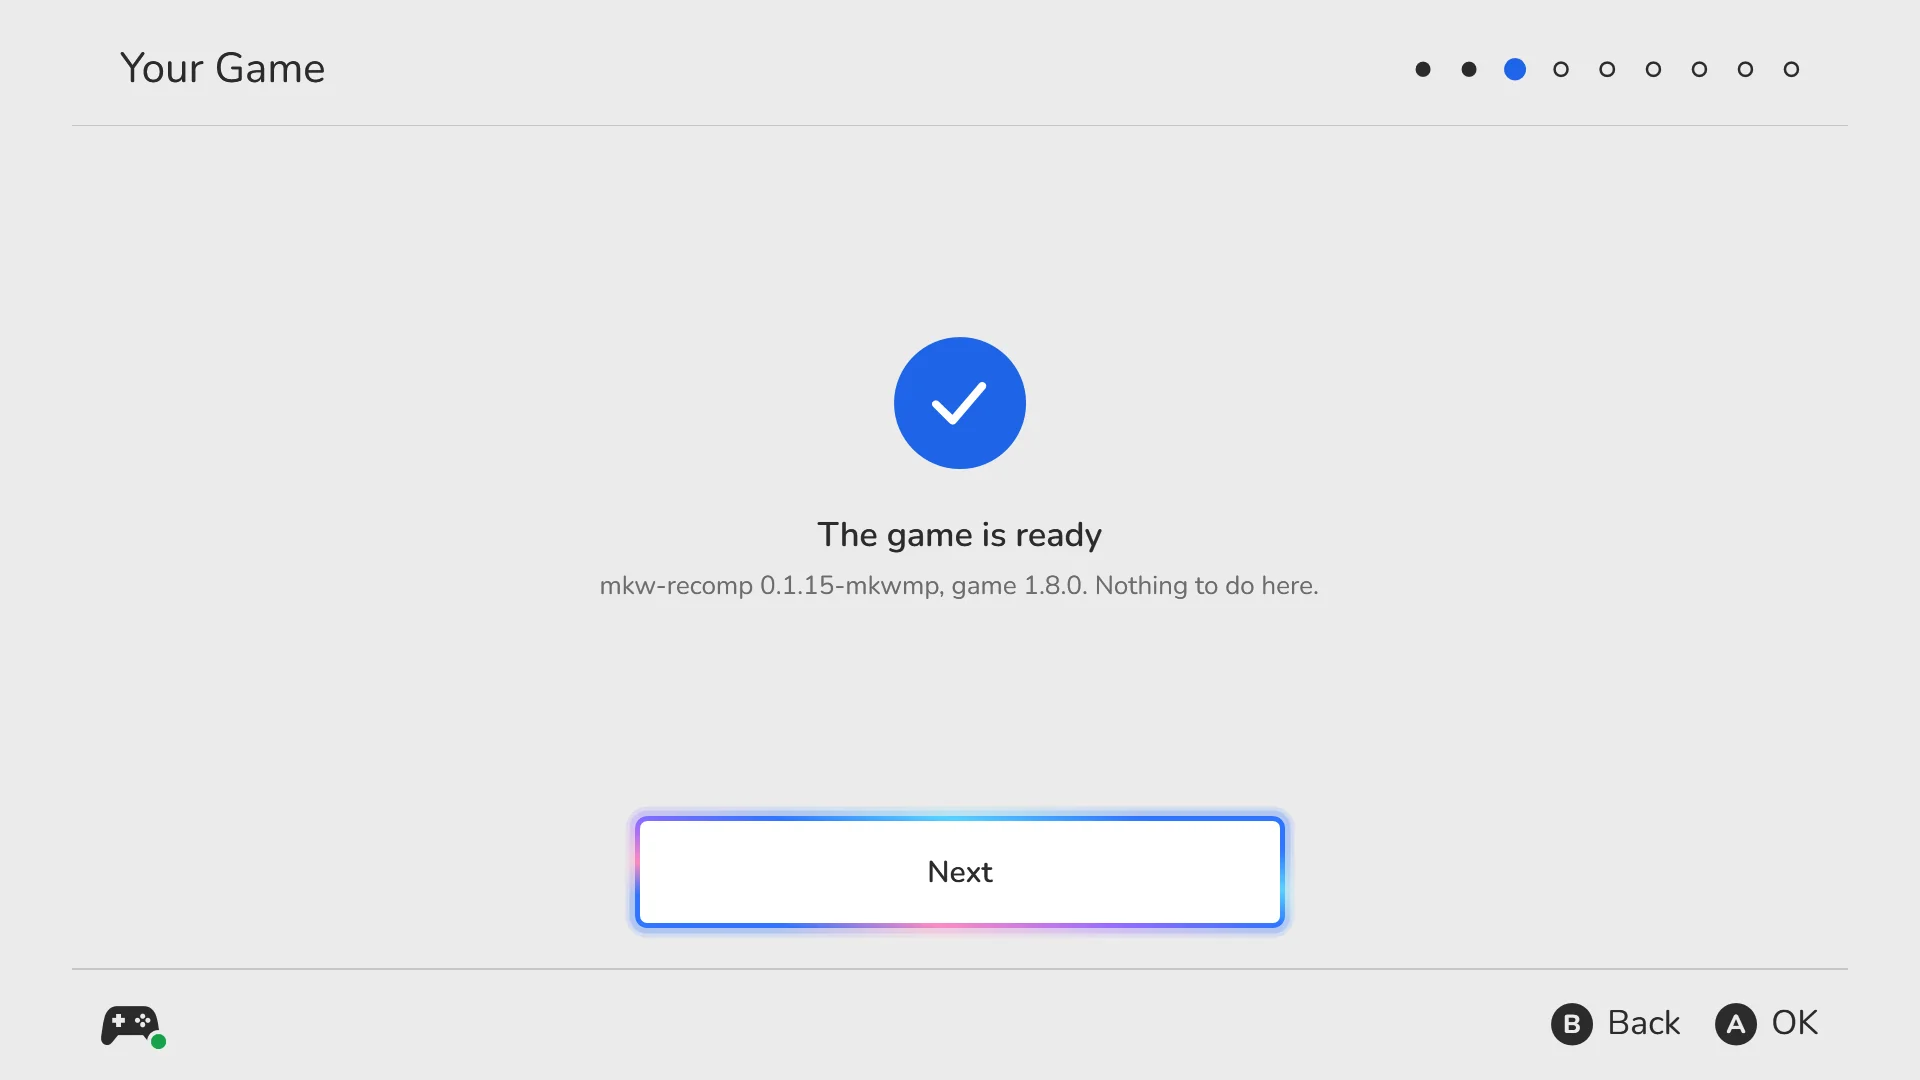 Your Game
The game is ready
mkw-recomp 0.1.15-mkwmp, game 1.8.0. Nothing to do here.
Next
B Back A OK